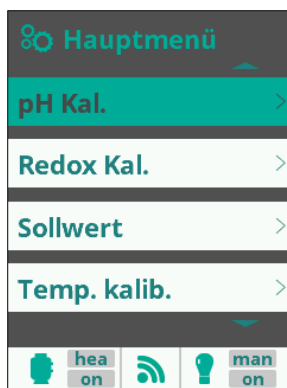 Hauptmenü
pH Kal.
Redox Kal.
Sollwert
Temp. kalib.
hea man
on on